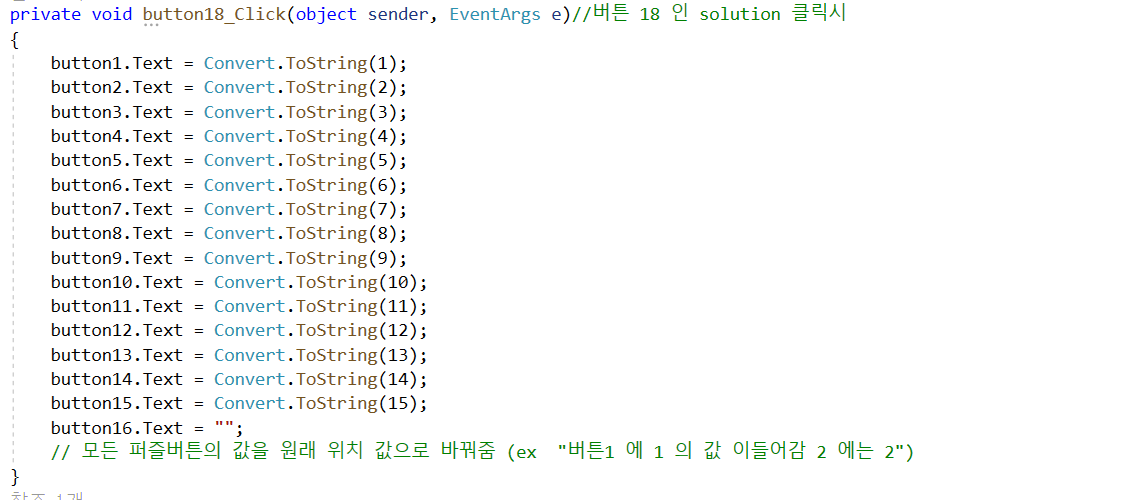 private void button18_Click(object sender, EventArgs e)//버튼 18 인 solution 클릭시
{
button1.Text = Convert.ToString(1);
button2.Text = Convert.ToString(2);
button3.Text = Convert.ToString(3);
button4.Text = Convert.ToString(4);
button5.Text = Convert.ToString(5);
button6.Text = Convert.ToString(6);
button7.Text = Convert.ToString(7);
button8.Text = Convert.ToString(8);
button9.Text = Convert.ToString(9);
button10.Text = Convert.ToString(10);
button11.Text = Convert.ToString(11);
button12.Text = Convert.ToString(12);
button13.Text = Convert.ToString(13);
button14.Text = Convert.ToString(14);
button15.Text = Convert.ToString(15);
button16.Text = "";
// 모든 퍼즐버튼의 값을 원래 위치 값으로 바꿔줌 (ex  "버튼1 에 1 의 값 이들어감 2 에는 2")
}